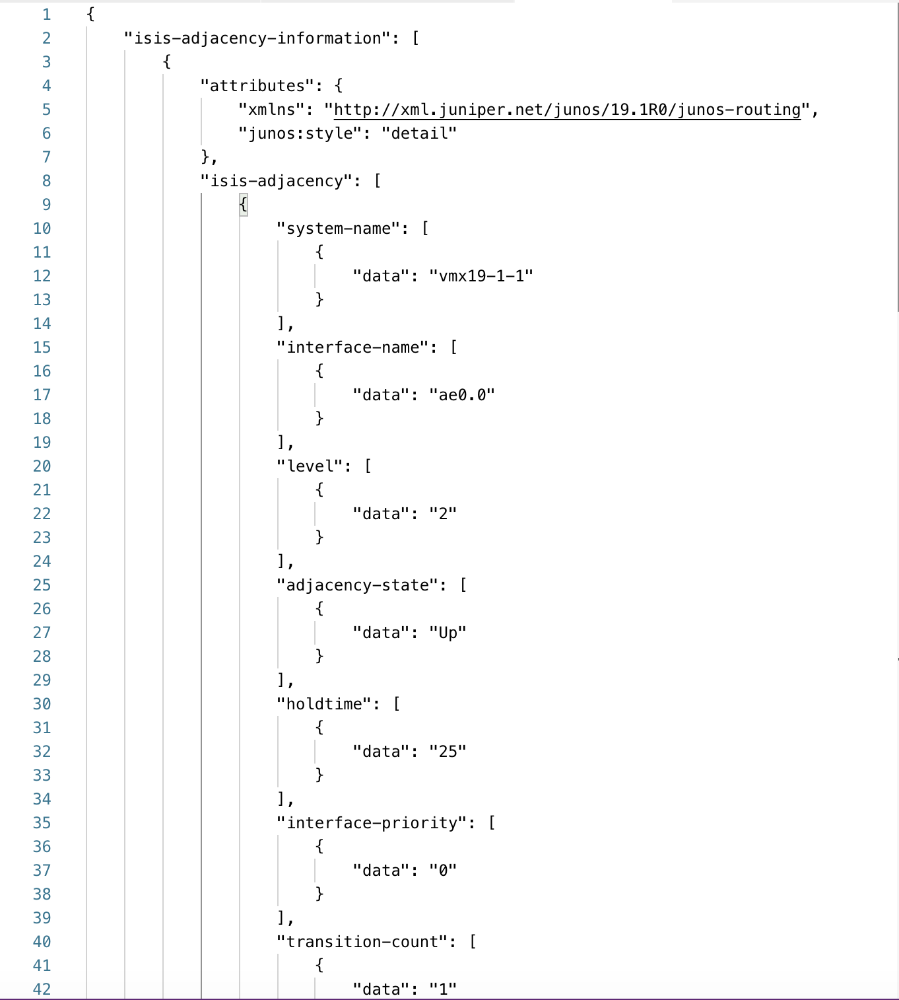 1 {
2 "isis-adjacency-information": [
3 {
4 "attributes": {
5 "xmlns": "http://xml.juniper.net/junos/19.1R0/junos-routing",
6 "junos:style": "detail"
7 },
8 "isis-adjacency": [
9 {
10 "system-name": [
11 {
12 "data": "vmx19-1-1"
13 }
14 ],
15 "interface-name": [
16 {
17 "data": "ae0.0"
18 }
19 ],
20 "level": [
21 {
22 "data": "2"
23 }
24 ],
25 "adjacency-state": [
26 {
27 "data": "Up"
28 }
29 ],
30 "holdtime": [
31 {
32 "data": "25"
33 }
34 ],
35 "interface-priority": [
36 {
37 "data": "0"
38 }
39 ],
40 "transition-count": [
41 {
42 "data": "1"